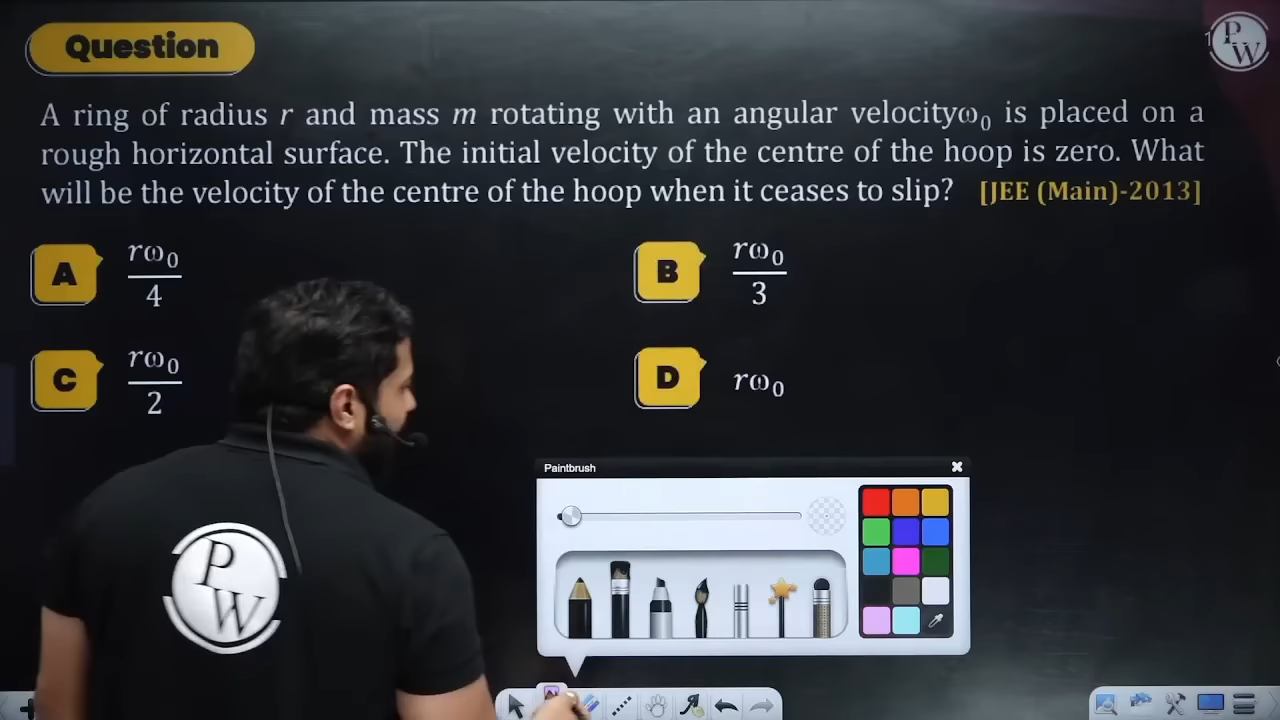 Question
PW
A ring of radius r and mass m rotating with an angular velocityω₀ is placed on a
rough horizontal surface. The initial velocity of the centre of the hoop is zero. What
will be the velocity of the centre of the hoop when it ceases to slip? [JEE (Main)-2013]
A rω₀/4
B rω₀/3
C rω₀/2
D rω₀
Paintbrush
PW